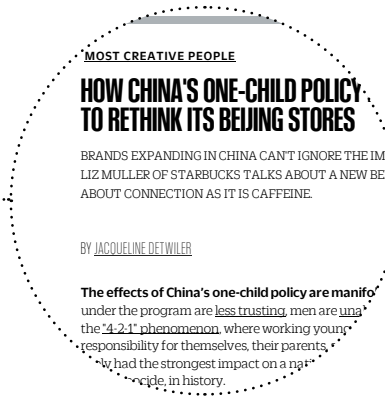 MOST CREATIVE PEOPLE
HOW CHINA'S ONE-CHILD POLICY
TO RETHINK ITS BEIJING STORES
BRANDS EXPANDING IN CHINA CAN'T IGNORE THE
LIZ MULLER OF STARBUCKS TALKS ABOUT A NEW
ABOUT CONNECTION AS IT IS CAFFEINE.
BY JACQUELINE DETWILER
The effects of China's one-child policy are
under the program are less trusting, men are
the "4-2-1" phenomenon, where working
responsibility for themselves, their parents,
had the strongest impact on a
in history.